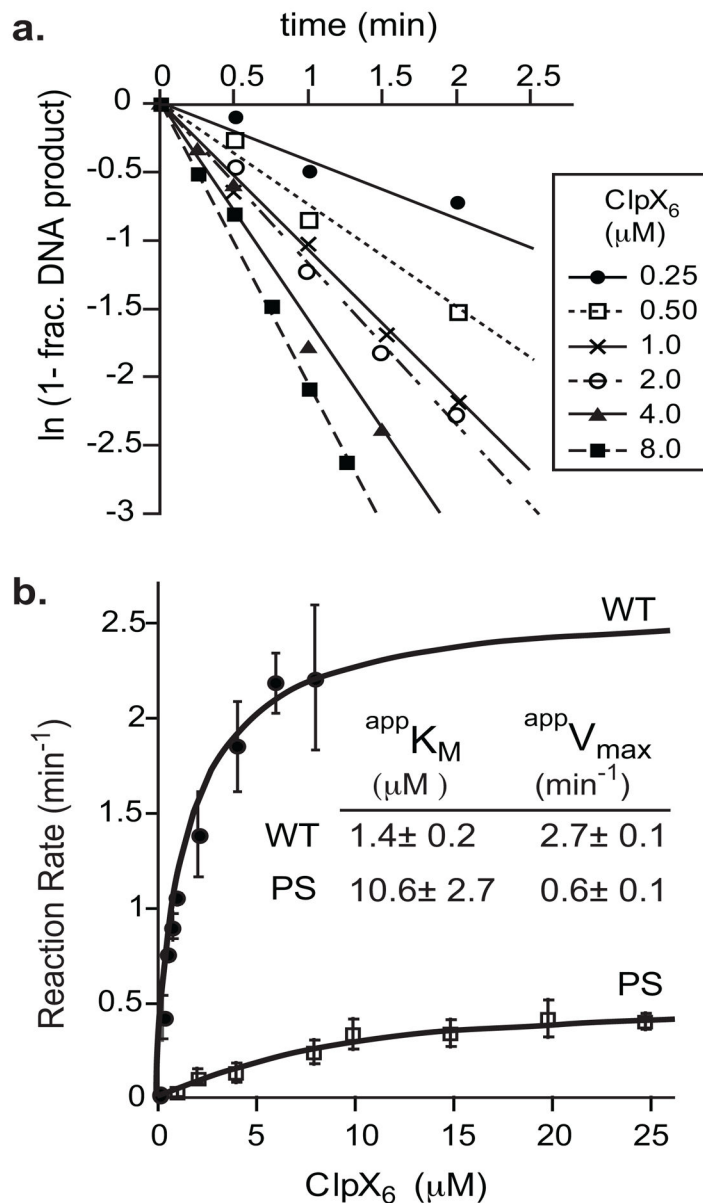 a.
time (min)
0 0.5 1 1.5 2 2.5
0
-0.5
-1
-1.5
-2
-2.5
-3
ln (1- frac. DNA product)
ClpX6
(μM)
0.25
0.50
1.0
2.0
4.0
8.0
b.
2.5
2
1.5
1
0.5
0
Reaction Rate (min-1)
WT
appKM appVmax
(μM ) (min-1)
WT 1.4± 0.2 2.7± 0.1
PS 10.6± 2.7 0.6± 0.1
PS
0 5 10 15 20 25
ClpX6 (μM)